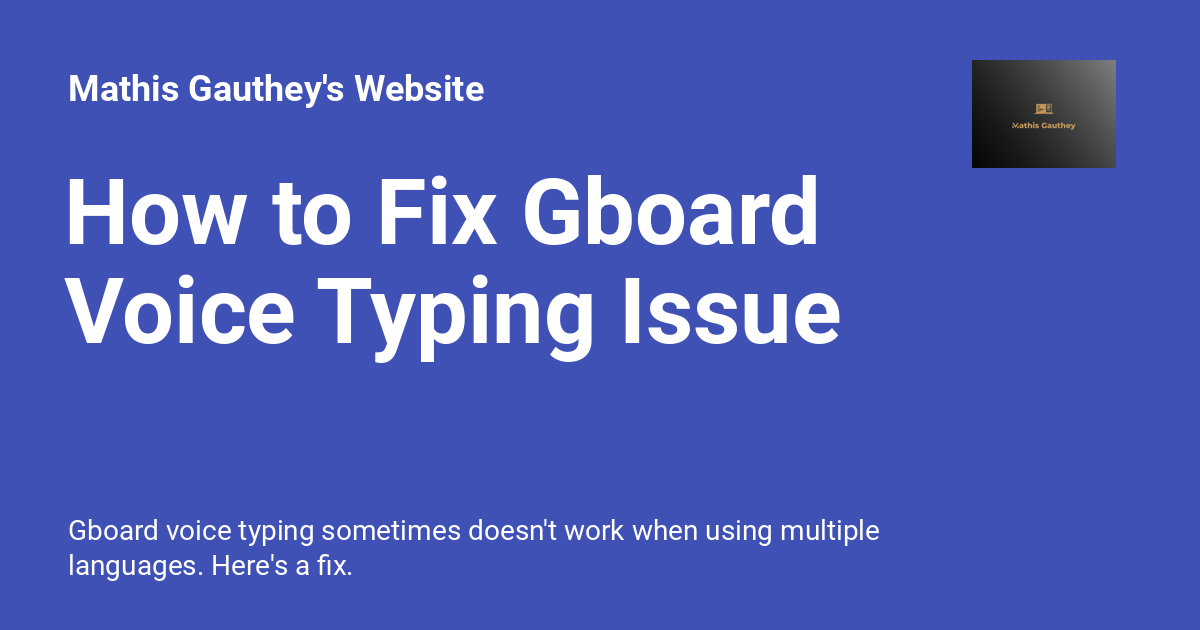 Mathis Gauthey's Website
Mathis Gauthey
How to Fix Gboard
Voice Typing Issue
Gboard voice typing sometimes doesn't work when using multiple
languages. Here's a fix.